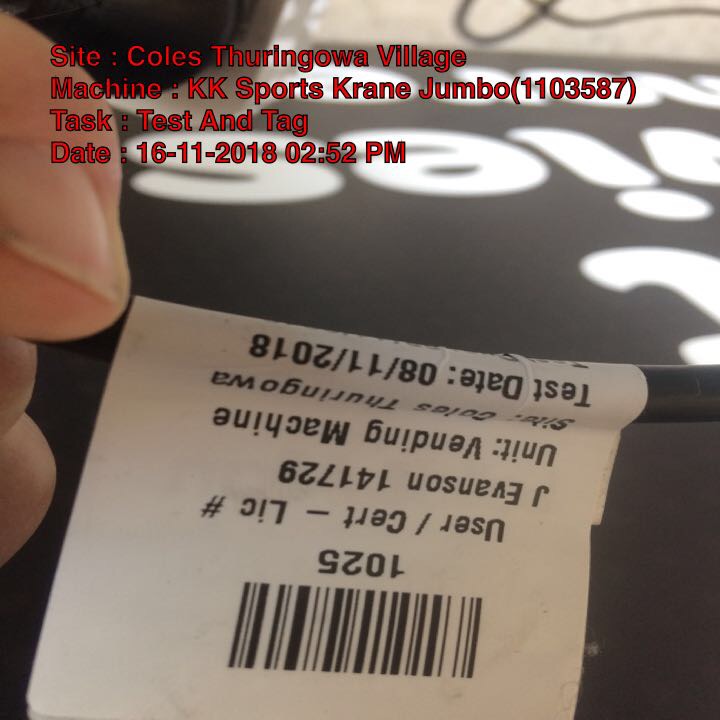 Site : Coles Thuringowa Village
Machine : KK Sports Krane Jumbo(1103587)
Task : Test And Tag
Date : 16-11-2018 02:52 PM
1025
User / Cert – Lic #
J Evanson 141729
Unit: Vending Machine
Site: Coles Thuringowa
Test Date: 08/11/2018